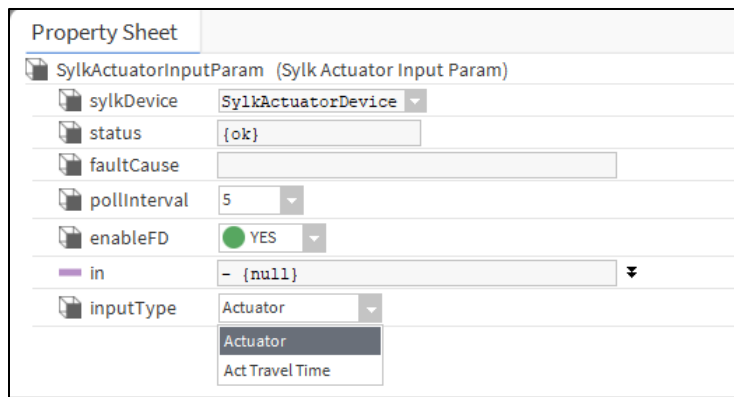 Property Sheet
SylkActuatorInputParam (Sylk Actuator Input Param)
sylkDevice SylkActuatorDevice
status {ok}
faultCause
pollInterval 5
enableFD YES
in - {null}
inputType Actuator
Actuator
Act Travel Time